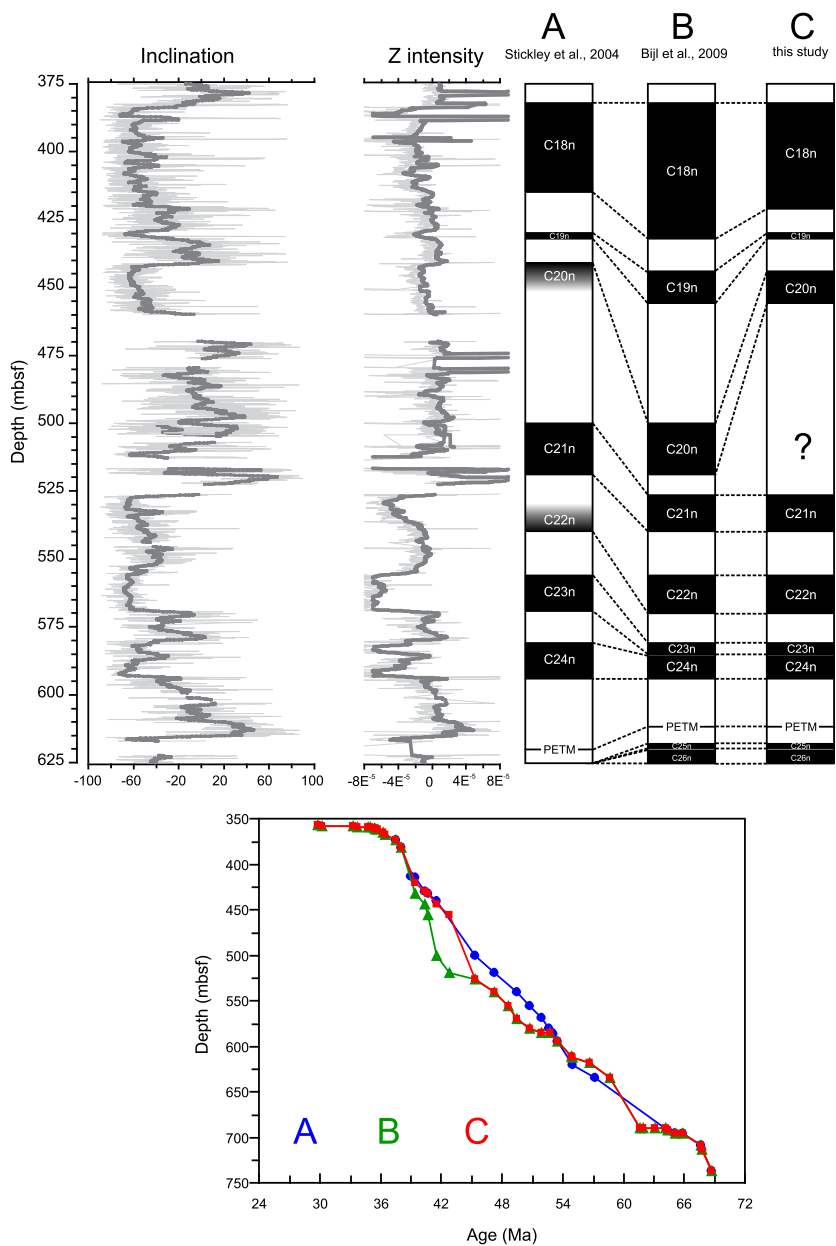 A B C
Inclination Z intensity Stickley et al., 2004 Bijl et al., 2009 this study
Depth (mbsf)
375
400
425
450
475
500
525
550
575
600
625
-100 -60 -20 20 60 100
-8E-5 -4E-5 0 4E-5 8E-5
C18n
C19n
C20n
C21n
C22n
C23n
C24n
PETM
C18n
C19n
C20n
C21n
C22n
C23n
C24n
PETM
C25n
C26n
C18n
C19n
C20n
?
C21n
C22n
C23n
C24n
PETM
C25n
C26n
Depth (mbsf)
350
400
450
500
550
600
650
700
750
A B C
24 30 36 42 48 54 60 66 72
Age (Ma)